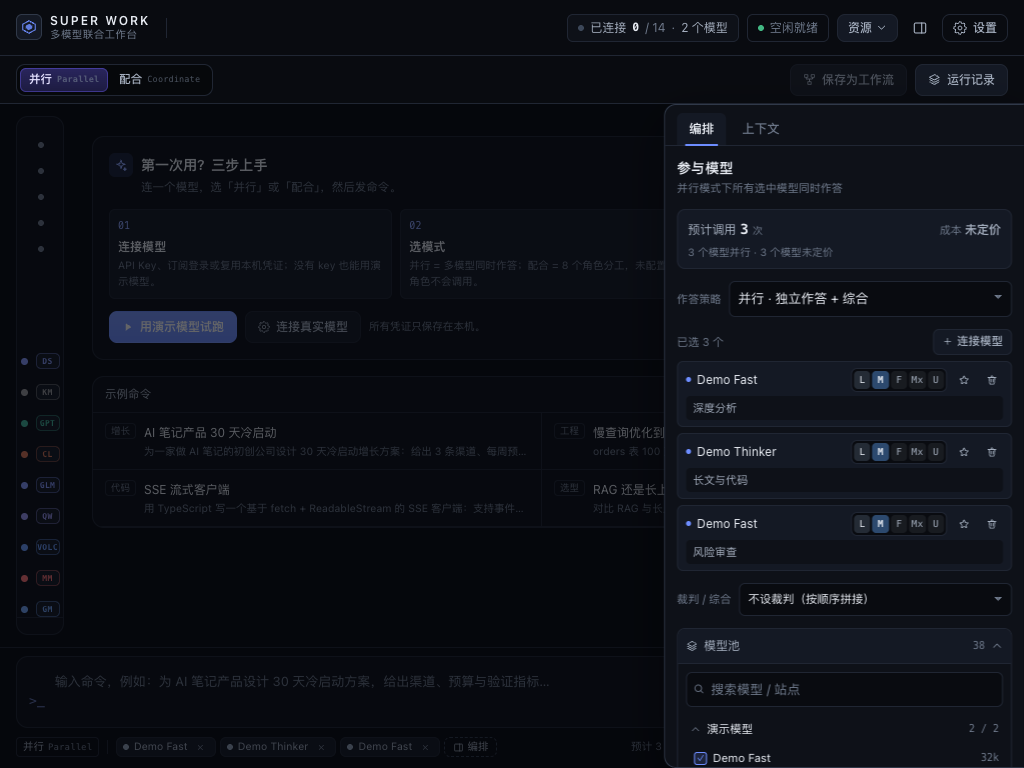 SUPER WORK
多模型联合工作台
已连接 0 / 14 · 2 个模型
空闲就绪
资源
设置
并行 Parallel
配合 Coordinate
保存为工作流
运行记录
第一次用？三步上手
连一个模型，选「并行」或「配合」，然后发命令。
01
连接模型
API Key、订阅登录或复用本机凭证；没有 key 也能用演示模型。
02
选模式
并行 = 多模型同时作答；配合 = 8 个角色分工，未配置
角色不会调用。
用演示模型试跑
连接真实模型
所有凭证只保存在本机。
示例命令
增长
AI 笔记产品 30 天冷启动
为一家做 AI 笔记的初创公司设计 30 天冷启动增长方案：给出 3 条渠道、每周预...
工程
慢查询优化到
orders 表 100
代码
SSE 流式客户端
用 TypeScript 写一个基于 fetch + ReadableStream 的 SSE 客户端：支持事件...
选型
RAG 还是长上
对比 RAG 与长
DS
KM
GPT
CL
GLM
QW
VOLC
MM
GM
编排
上下文
参与模型
并行模式下所有选中模型同时作答
预计调用 3 次
成本 未定价
3 个模型并行 · 3 个模型未定价
作答策略
并行 · 独立作答 + 综合
已选 3 个
+ 连接模型
Demo Fast
L M F Mx U
深度分析
Demo Thinker
L M F Mx U
长文与代码
Demo Fast
L M F Mx U
风险审查
裁判 / 综合
不设裁判（按顺序拼接）
模型池
38
搜索模型 / 站点
演示模型
2 / 2
Demo Fast
32k
输入命令，例如：为 AI 笔记产品设计 30 天冷启动方案，给出渠道、预算与验证指标...
>_
并行 Parallel
Demo Fast ×
Demo Thinker ×
Demo Fast ×
编排
预计 3